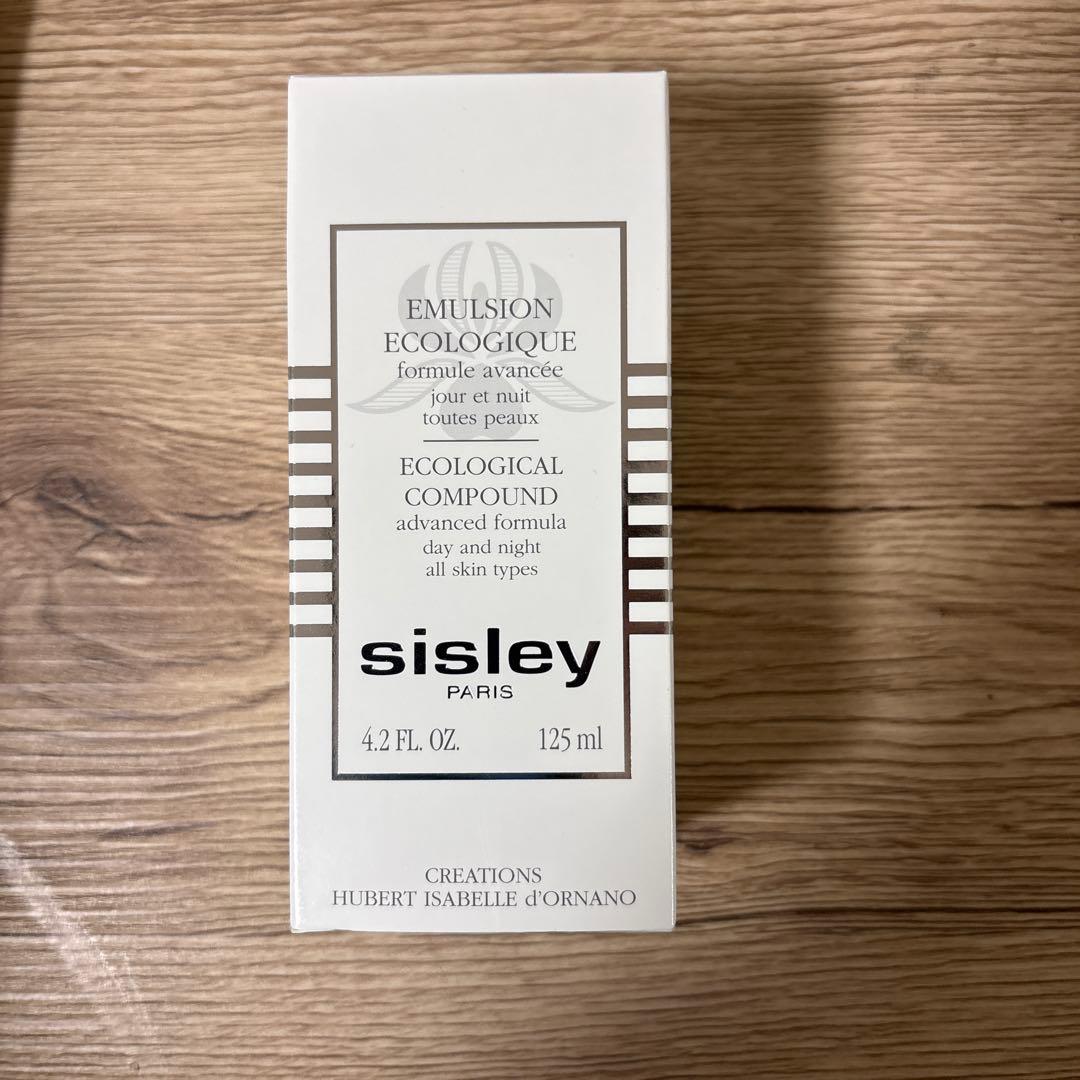 EMULSION
ECOLOGIQUE
formule avancée
jour et nuit
toutes peaux
ECOLOGICAL
COMPOUND
advanced formula
day and night
all skin types
sisley
PARIS
4.2 FL. OZ. 125 ml
CREATIONS
HUBERT ISABELLE d'ORNANO